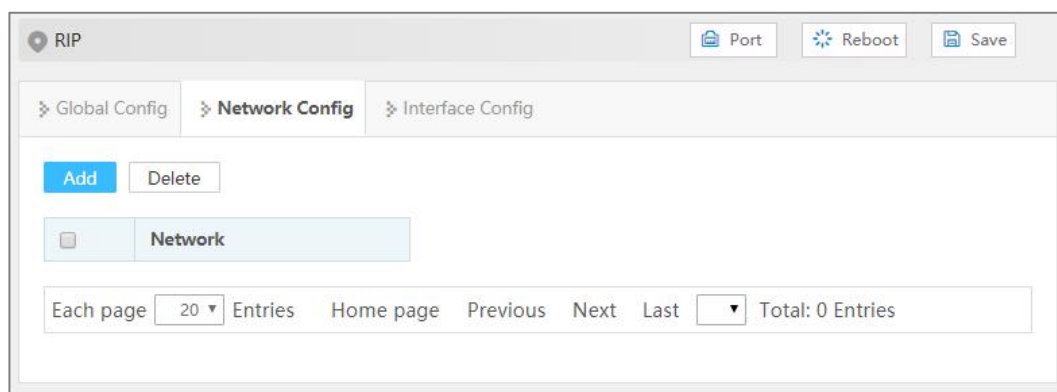 RIP Port Reboot Save
Global Config Network Config Interface Config
Add Delete
Network
Each page 20 Entries Home page Previous Next Last Total: 0 Entries